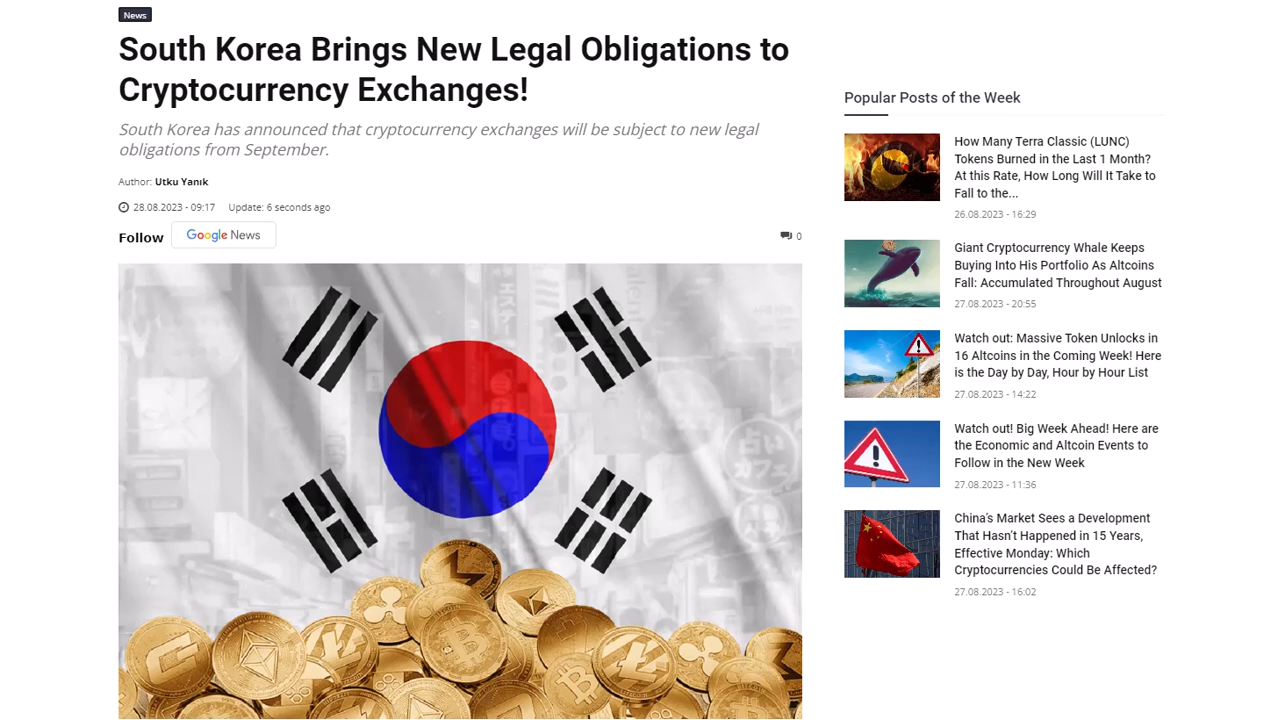 News
South Korea Brings New Legal Obligations to
Cryptocurrency Exchanges!
South Korea has announced that cryptocurrency exchanges will be subject to new legal
obligations from September.
Author: Utku Yanık
28.08.2023 - 09:17 Update: 6 seconds ago
Follow Google News
0
Popular Posts of the Week
How Many Terra Classic (LUNC)
Tokens Burned in the Last 1 Month?
At this Rate, How Long Will It Take to
Fall to the...
26.08.2023 - 16:29
Giant Cryptocurrency Whale Keeps
Buying Into His Portfolio As Altcoins
Fall: Accumulated Throughout August
27.08.2023 - 20:55
Watch out: Massive Token Unlocks in
16 Altcoins in the Coming Week! Here
is the Day by Day, Hour by Hour List
27.08.2023 - 14:22
Watch out! Big Week Ahead! Here are
the Economic and Altcoin Events to
Follow in the New Week
27.08.2023 - 11:36
China's Market Sees a Development
That Hasn't Happened in 15 Years,
Effective Monday: Which
Cryptocurrencies Could Be Affected?
27.08.2023 - 16:02